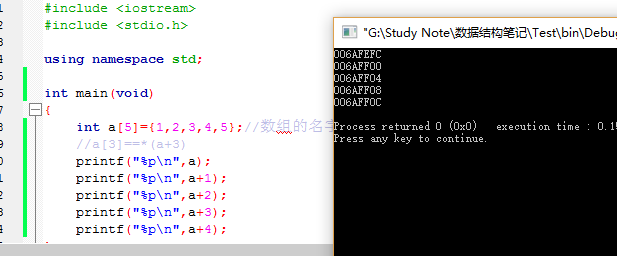 #include <iostream>
#include <stdio.h>
using namespace std;
int main(void)
{
int a[5]={1,2,3,4,5};//数组的名字
//a[3]==*(a+3)
printf("%p\n",a);
printf("%p\n",a+1);
printf("%p\n",a+2);
printf("%p\n",a+3);
printf("%p\n",a+4);
"G:\Study Note\数据结构笔记\Test\bin\Debug
006AFEFC
006AFF00
006AFF04
006AFF08
006AFF0C
Process returned 0 (0x0) execution time : 0.1
Press any key to continue.